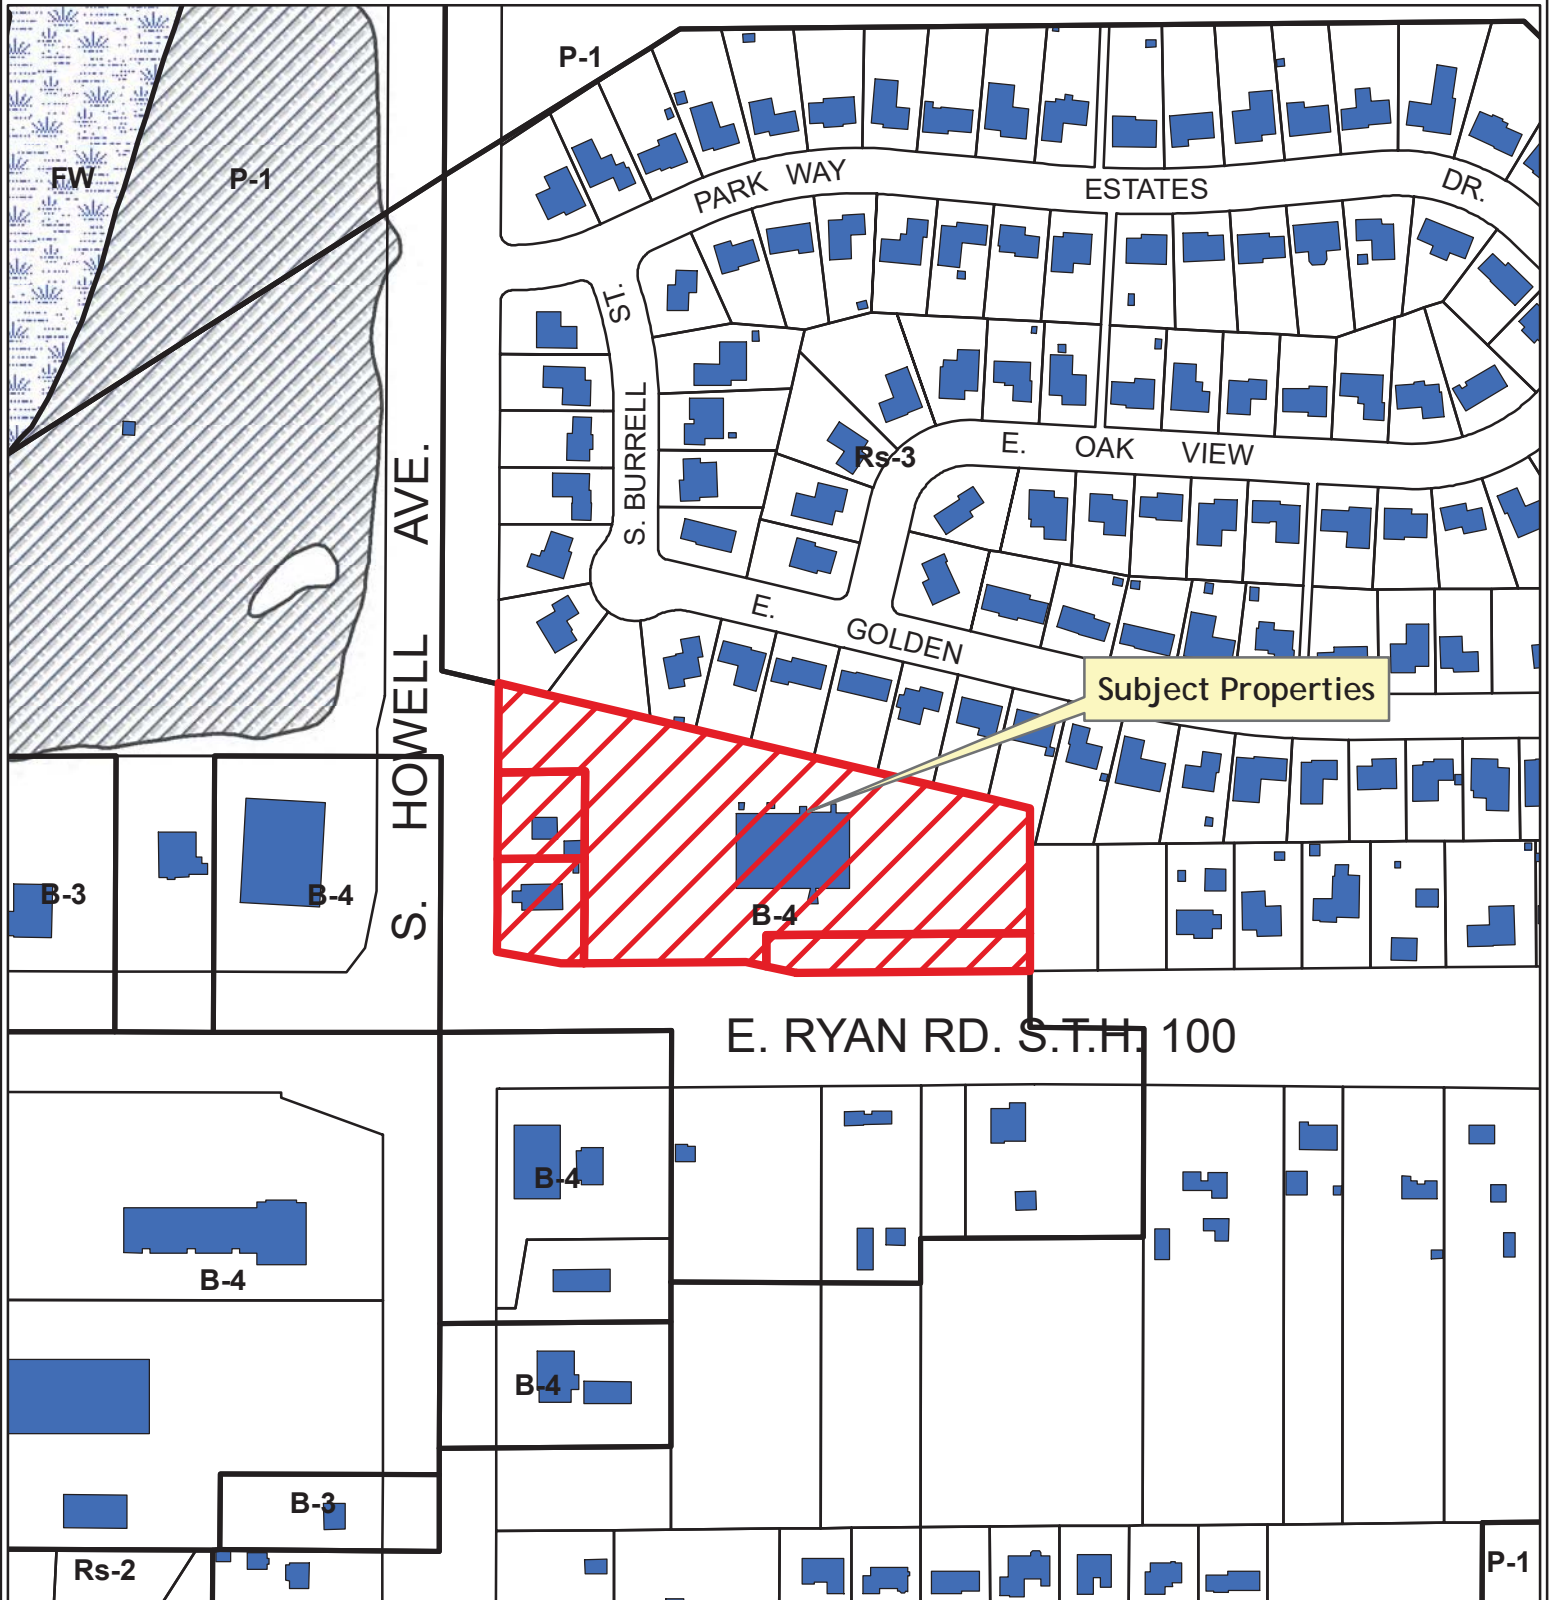 P-1
FW
P-1
PARK WAY ESTATES DR.
S. BURRELL ST.
Rs-3
E. OAK VIEW
E. GOLDEN
S. HOWELL AVE.
Subject Properties
B-3
B-4
B-4
E. RYAN RD. S.T.H. 100
B-4
B-4
B-4
B-3
Rs-2
P-1